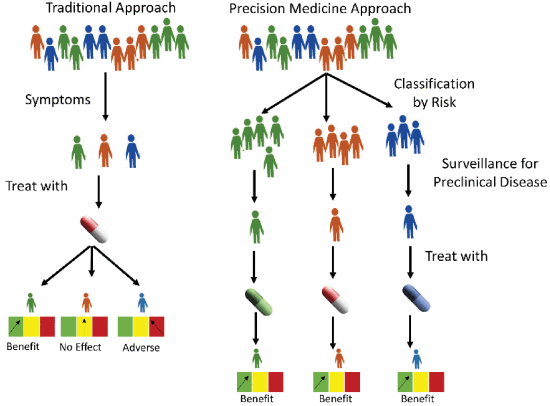 Traditional Approach
Symptoms
Treat with
Benefit
No Effect
Adverse
Precision Medicine Approach
Classification
by Risk
Surveillance for
Preclinical Disease
Treat with
Benefit
Benefit
Benefit